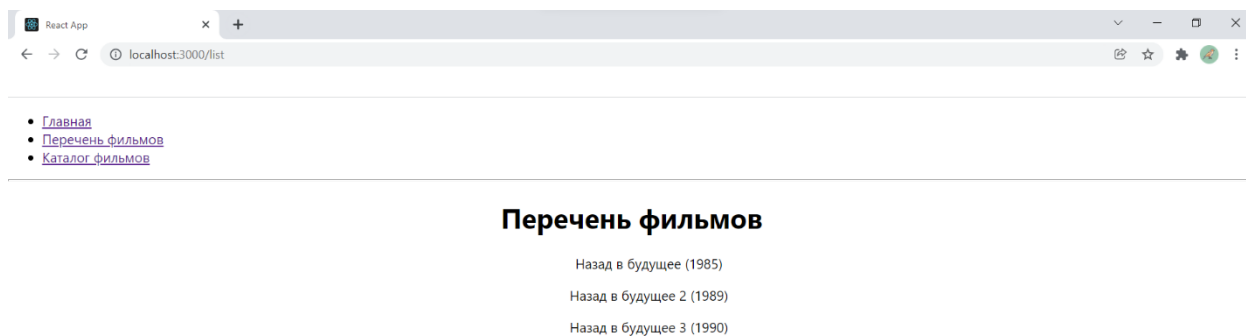 React App
localhost:3000/list
Главная
Перечень фильмов
Каталог фильмов
Перечень фильмов
Назад в будущее (1985)
Назад в будущее 2 (1989)
Назад в будущее 3 (1990)